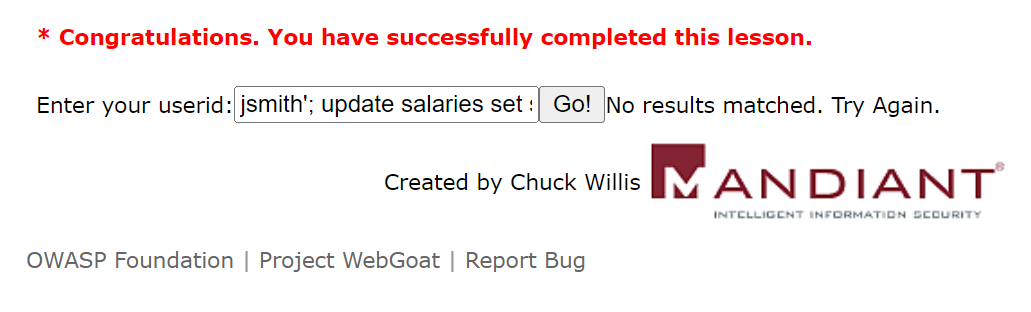 * Congratulations. You have successfully completed this lesson.
Enter your userid: jsmith'; update salaries set Go! No results matched. Try Again.
Created by Chuck Willis MANDIANT®
INTELLIGENT INFORMATION SECURITY
OWASP Foundation | Project WebGoat | Report Bug